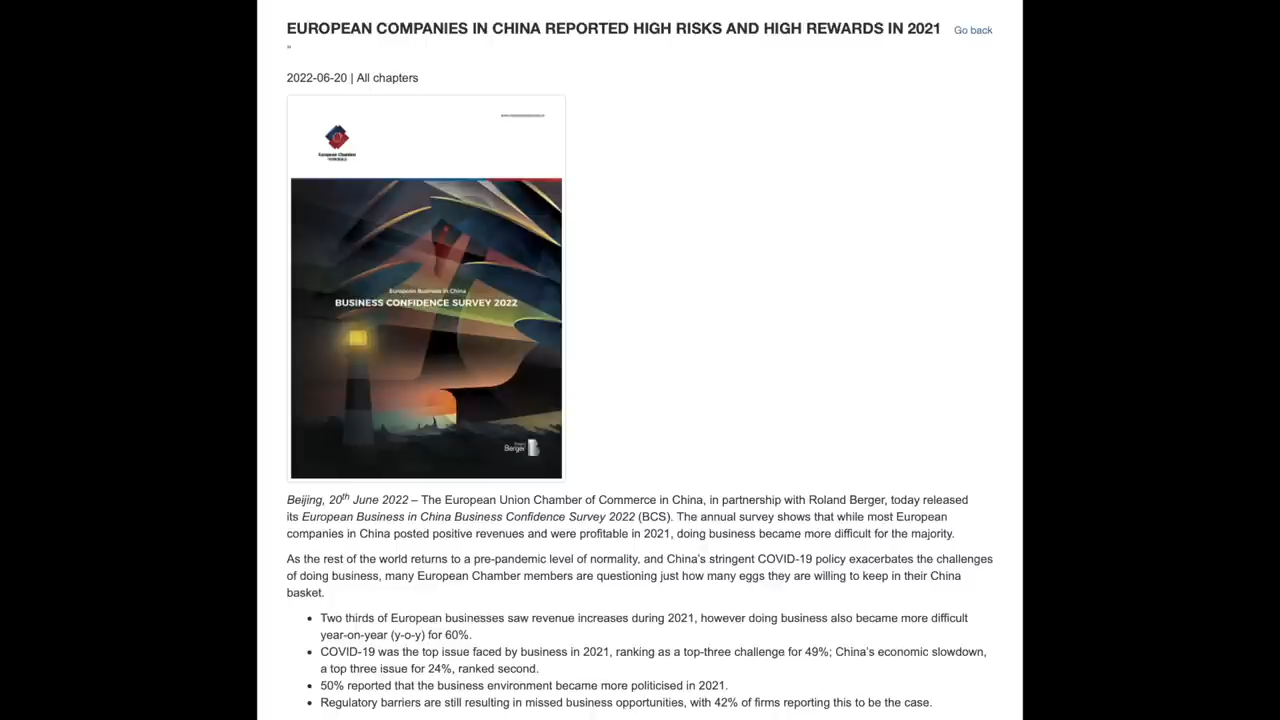 EUROPEAN COMPANIES IN CHINA REPORTED HIGH RISKS AND HIGH REWARDS IN 2021 Go back
"
2022-06-20 | All chapters
European Chamber
European Business in China
BUSINESS CONFIDENCE SURVEY 2022
Roland
Berger B
Beijing, 20th June 2022 – The European Union Chamber of Commerce in China, in partnership with Roland Berger, today released
its European Business in China Business Confidence Survey 2022 (BCS). The annual survey shows that while most European
companies in China posted positive revenues and were profitable in 2021, doing business became more difficult for the majority.
As the rest of the world returns to a pre-pandemic level of normality, and China's stringent COVID-19 policy exacerbates the challenges
of doing business, many European Chamber members are questioning just how many eggs they are willing to keep in their China
basket.
• Two thirds of European businesses saw revenue increases during 2021, however doing business also became more difficult
year-on-year (y-o-y) for 60%.
• COVID-19 was the top issue faced by business in 2021, ranking as a top-three challenge for 49%; China's economic slowdown,
a top three issue for 24%, ranked second.
• 50% reported that the business environment became more politicised in 2021.
• Regulatory barriers are still resulting in missed business opportunities, with 42% of firms reporting this to be the case.